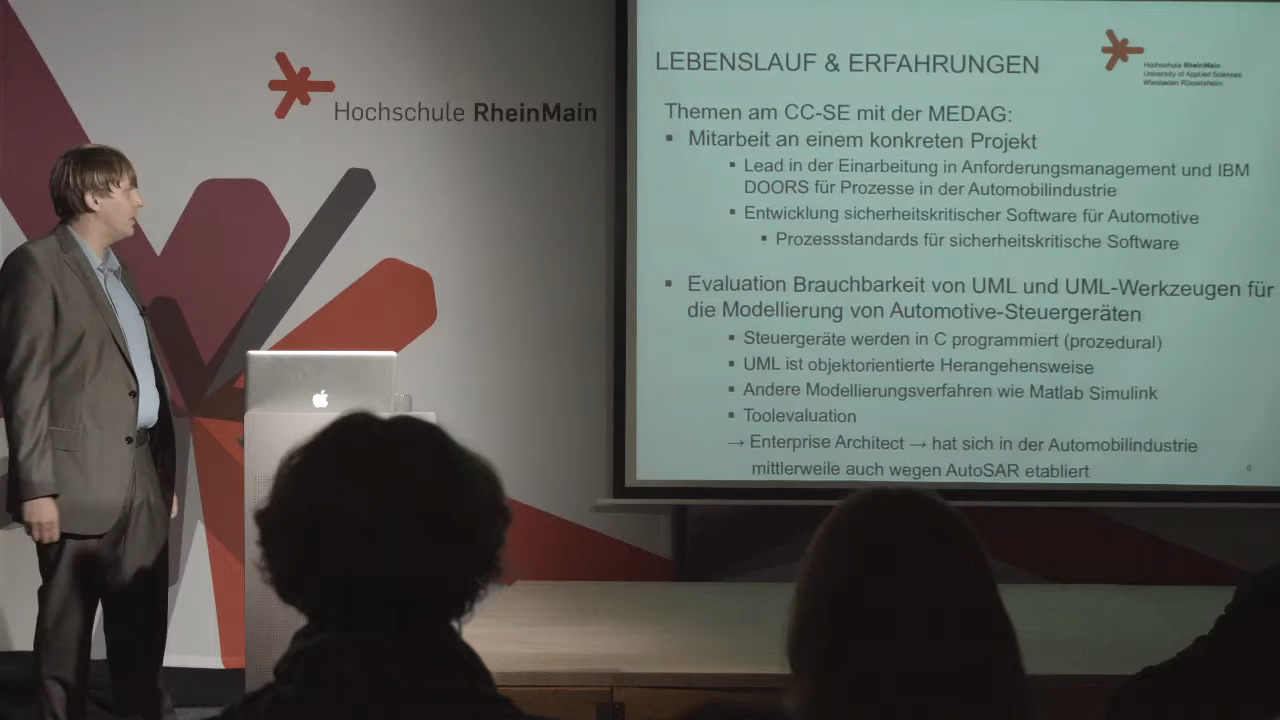 Hochschule RheinMain
LEBENSLAUF & ERFAHRUNGEN
Hochschule RheinMain
University of Applied Sciences
Wiesbaden Rüsselsheim
Themen am CC-SE mit der MEDAG:
▪ Mitarbeit an einem konkreten Projekt
▪ Lead in der Einarbeitung in Anforderungsmanagement und IBM
DOORS für Prozesse in der Automobilindustrie
▪ Entwicklung sicherheitskritischer Software für Automotive
▪ Prozessstandards für sicherheitskritische Software
▪ Evaluation Brauchbarkeit von UML und UML-Werkzeugen für
die Modellierung von Automotive-Steuergeräten
▪ Steuergeräte werden in C programmiert (prozedural)
▪ UML ist objektorientierte Herangehensweise
▪ Andere Modellierungsverfahren wie Matlab Simulink
▪ Toolevaluation
→ Enterprise Architect → hat sich in der Automobilindustrie
mittlerweile auch wegen AutoSAR etabliert
6